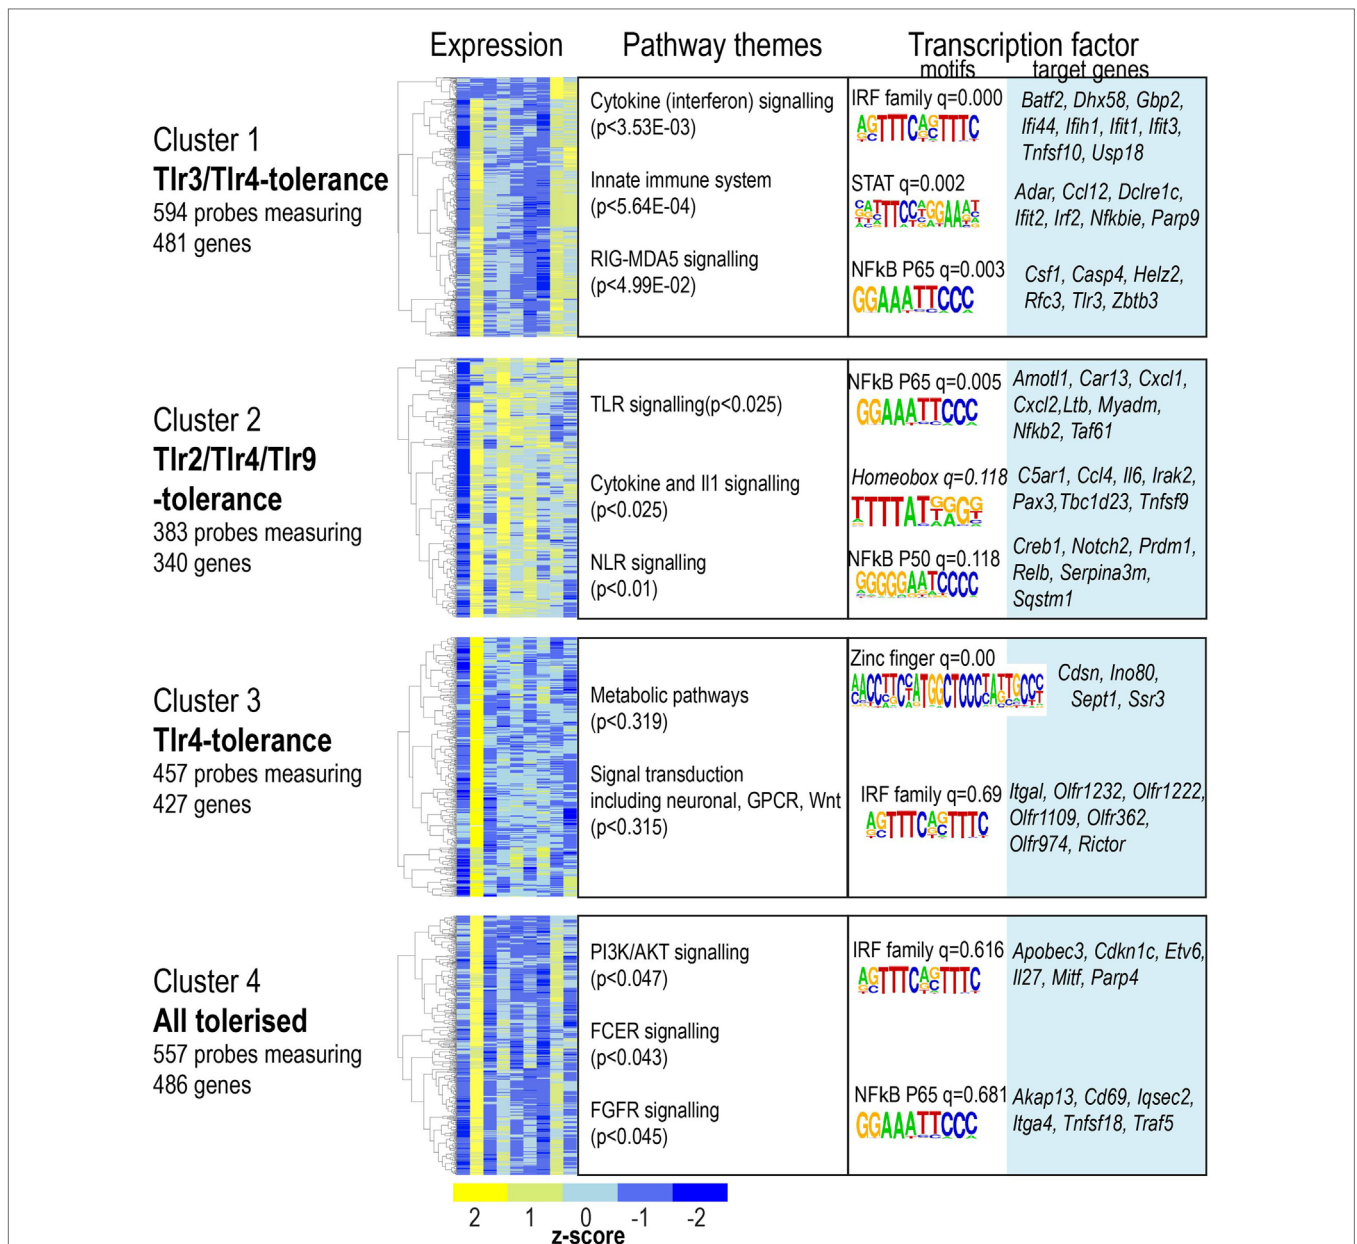 Expression
Pathway themes
Transcription factor
motifs
target genes
Cluster 1
Tlr3/Tlr4-tolerance
594 probes measuring
481 genes
Cytokine (interferon) signalling
(p<3.53E-03)
Innate immune system
(p<5.64E-04)
RIG-MDA5 signalling
(p<4.99E-02)
IRF family q=0.000
Batf2, Dhx58, Gbp2,
Ifi44, Ifih1, Ifit1, Ifit3,
Tnfsf10, Usp18
STAT q=0.002
Adar, Ccl12, Dclre1c,
Ifit2, Irf2, Nfkbie, Parp9
NFkB P65 q=0.003
GGAAATTCCC
Csf1, Casp4, Helz2,
Rfc3, Tlr3, Zbtb3
Cluster 2
Tlr2/Tlr4/Tlr9
-tolerance
383 probes measuring
340 genes
TLR signalling(p<0.025)
Cytokine and Il1 signalling
(p<0.025)
NLR signalling
(p<0.01)
NFkB P65 q=0.005
GGAAATTCCC
Amotl1, Car13, Cxcl1,
Cxcl2,Ltb, Myadm,
Nfkb2, Taf61
Homeobox q=0.118
C5ar1, Ccl4, Il6, Irak2,
Pax3,Tbc1d23, Tnfsf9
NFkB P50 q=0.118
GGGGGAATCCCC
Creb1, Notch2, Prdm1,
Relb, Serpina3m,
Sqstm1
Cluster 3
Tlr4-tolerance
457 probes measuring
427 genes
Metabolic pathways
(p<0.319)
Signal transduction
including neuronal, GPCR, Wnt
(p<0.315)
Zinc finger q=0.00
Cdsn, Ino80,
Sept1, Ssr3
IRF family q=0.69
Itgal, Olfr1232, Olfr1222,
Olfr1109, Olfr362,
Olfr974, Rictor
Cluster 4
All tolerised
557 probes measuring
486 genes
PI3K/AKT signalling
(p<0.047)
FCER signalling
(p<0.043)
FGFR signalling
(p<0.045)
IRF family q=0.616
Apobec3, Cdkn1c, Etv6,
Il27, Mitf, Parp4
NFkB P65 q=0.681
GGAAATTCCC
Akap13, Cd69, Iqsec2,
Itga4, Tnfsf18, Traf5
2 1 0 -1 -2
z-score